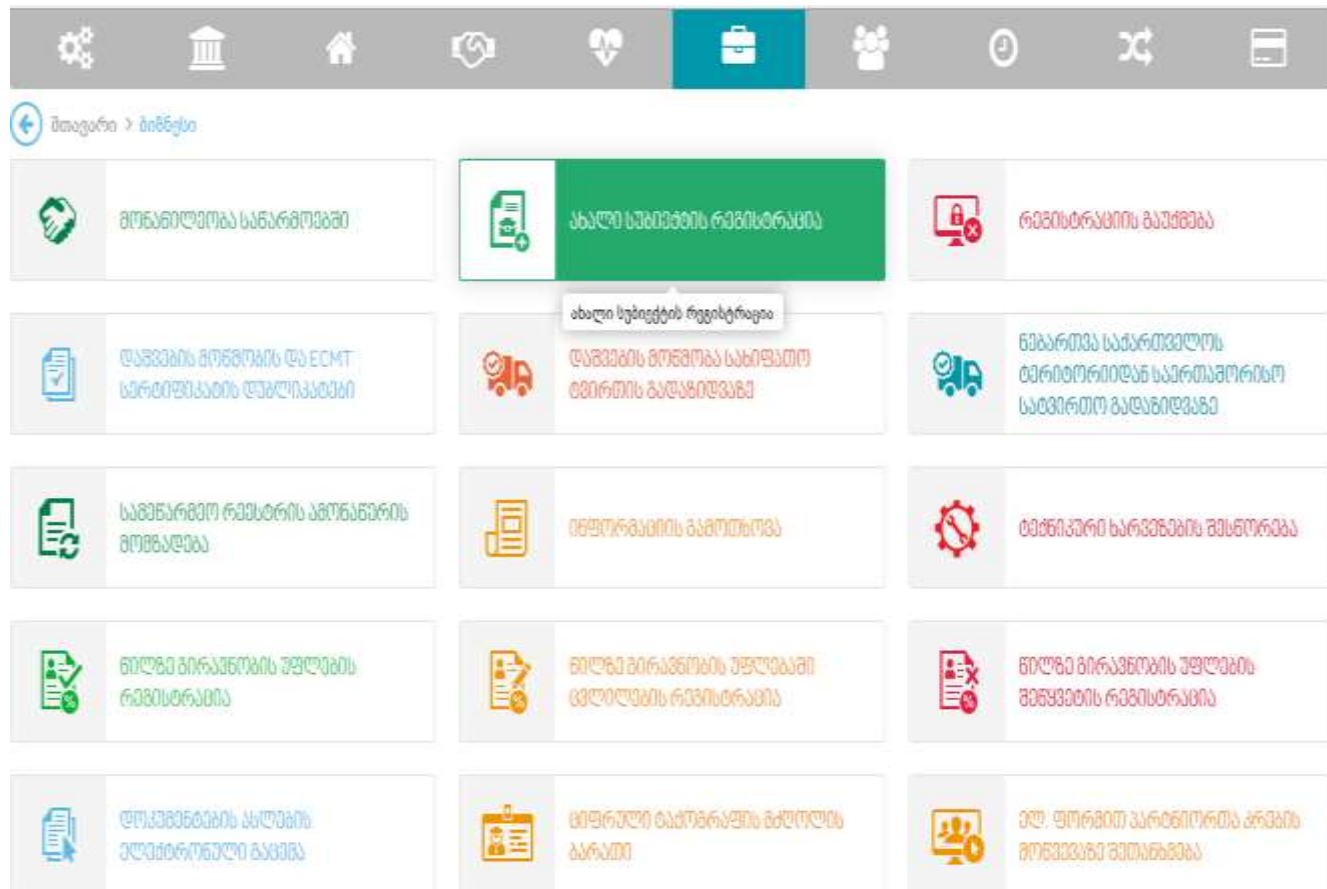 მთავარი > ბიზნესი
მონაწილეობა საწარმოებში
ახალი სუბიექტის რეგისტრაცია
რეგისტრაციის გაუქმება
ახალი სუბიექტის რეგისტრაცია
დაშვების მოწმობის და ECMT
სერტიფიკატის დუბლიკატები
დაშვების მოწმობა სახიფათო
ტვირთის გადაზიდვაზე
ნებართვა საქართველოს
ტერიტორიიდან საერთაშორისო
სატვირთო გადაზიდვაზე
სამეწარმეო რეესტრის ამონაწერის
მომზადება
ინფორმაციის გამოთხოვა
ტექნიკური ხარვეზების შესწორება
წილზე გირავნობის უფლების
რეგისტრაცია
წილზე გირავნობის უფლებაში
ცვლილების რეგისტრაცია
წილზე გირავნობის უფლების
შეწყვეტის რეგისტრაცია
დოკუმენტების ასლების
ელექტრონული გაცემა
ციფრული ტაქოგრაფის მძღოლის
ბარათი
ელ. ფორმით პარტნიორთა კრების
მოწვევაზე შეთანხმება